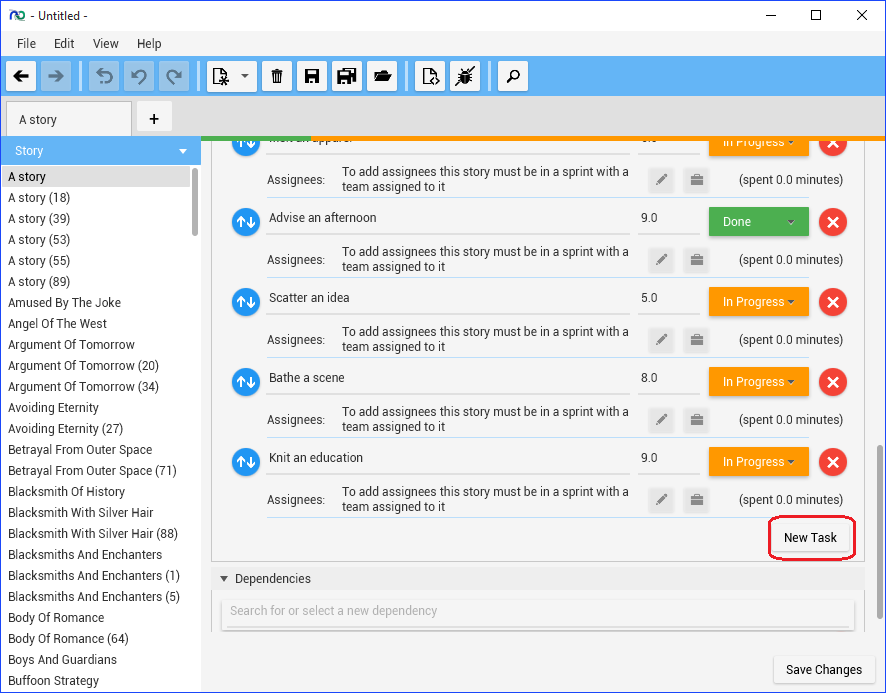 - Untitled -
File Edit View Help
A story +
Story
A story
A story (18)
A story (39)
A story (53)
A story (55)
A story (89)
Amused By The Joke
Angel Of The West
Argument Of Tomorrow
Argument Of Tomorrow (20)
Argument Of Tomorrow (34)
Avoiding Eternity
Avoiding Eternity (27)
Betrayal From Outer Space
Betrayal From Outer Space (71)
Blacksmith Of History
Blacksmith With Silver Hair
Blacksmith With Silver Hair (88)
Blacksmiths And Enchanters
Blacksmiths And Enchanters (1)
Blacksmiths And Enchanters (5)
Body Of Romance
Body Of Romance (64)
Boys And Guardians
Buffoon Strategy
In Progress
Assignees: To add assignees this story must be in a sprint with a
team assigned to it
(spent 0.0 minutes)
Advise an afternoon 9.0 Done
Assignees: To add assignees this story must be in a sprint with a
team assigned to it
(spent 0.0 minutes)
Scatter an idea 5.0 In Progress
Assignees: To add assignees this story must be in a sprint with a
team assigned to it
(spent 0.0 minutes)
Bathe a scene 8.0 In Progress
Assignees: To add assignees this story must be in a sprint with a
team assigned to it
(spent 0.0 minutes)
Knit an education 9.0 In Progress
Assignees: To add assignees this story must be in a sprint with a
team assigned to it
(spent 0.0 minutes)
New Task
Dependencies
Search for or select a new dependency
Save Changes